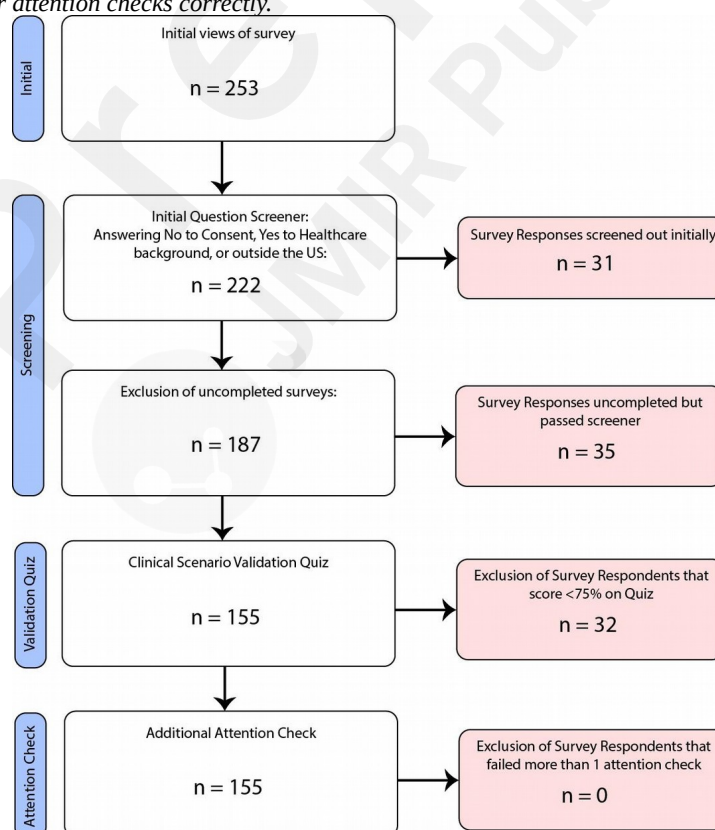 r attention checks correctly.
Initial
Initial views of survey
n = 253
Screening
Initial Question Screener:
Answering No to Consent, Yes to Healthcare
background, or outside the US:
n = 222
Survey Responses screened out initially
n = 31
Exclusion of uncompleted surveys:
n = 187
Survey Responses uncompleted but
passed screener
n = 35
Validation Quiz
Clinical Scenario Validation Quiz
n = 155
Exclusion of Survey Respondents that
score <75% on Quiz
n = 32
Attention Check
Additional Attention Check
n = 155
Exclusion of Survey Respondents that
failed more than 1 attention check
n = 0
JMIR Pub